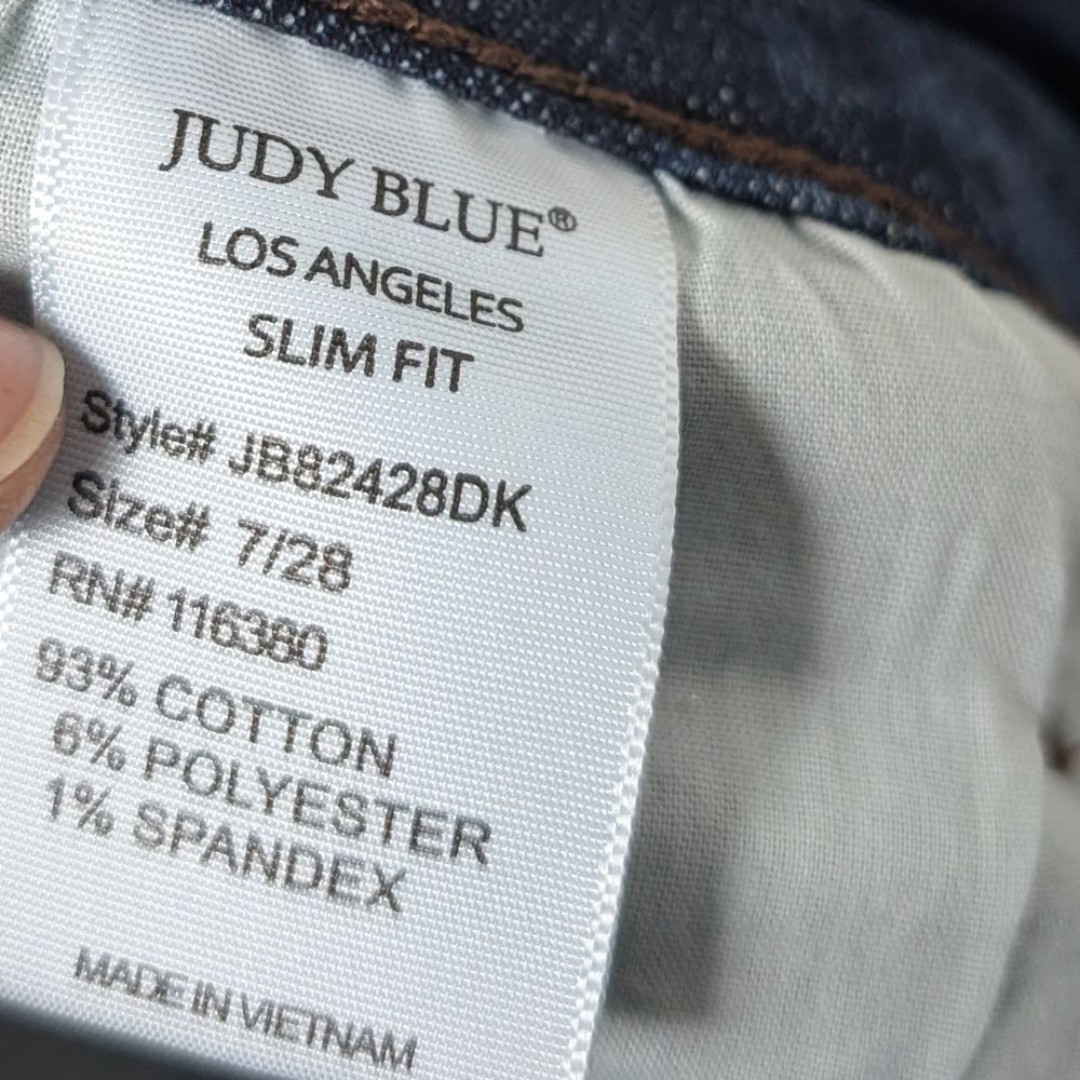 JUDY BLUE®
LOS ANGELES
SLIM FIT
Style# JB82428DK
Size# 7/28
RN# 116380
93% COTTON
6% POLYESTER
1% SPANDEX
MADE IN VIETNAM